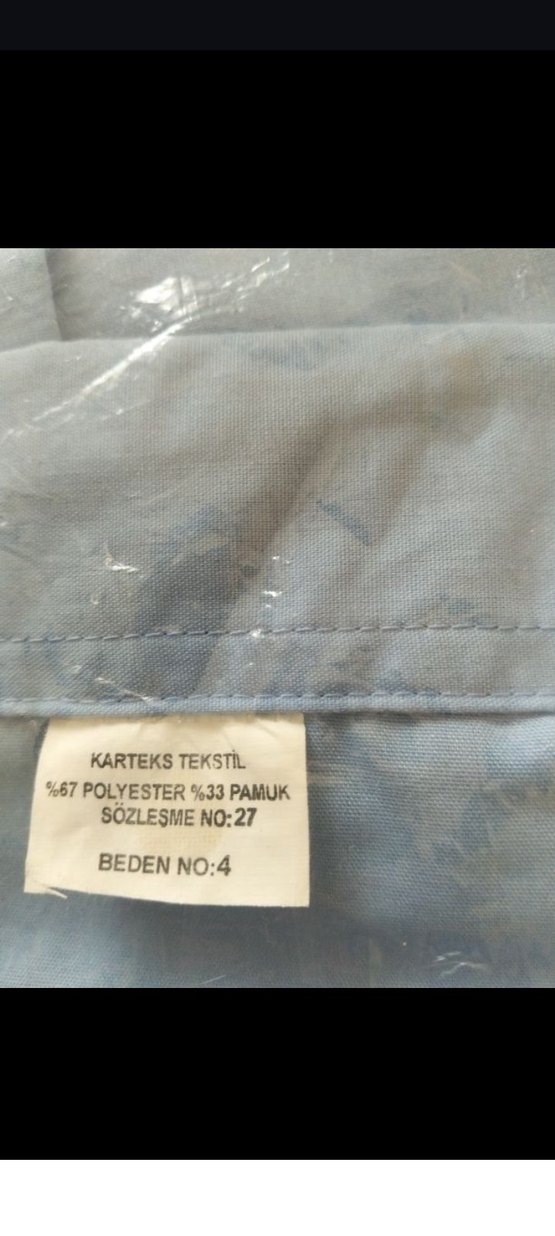 KARTEKS TEKSTİL
%67 POLYESTER %33 PAMUK
SÖZLEŞME NO:27
BEDEN NO:4